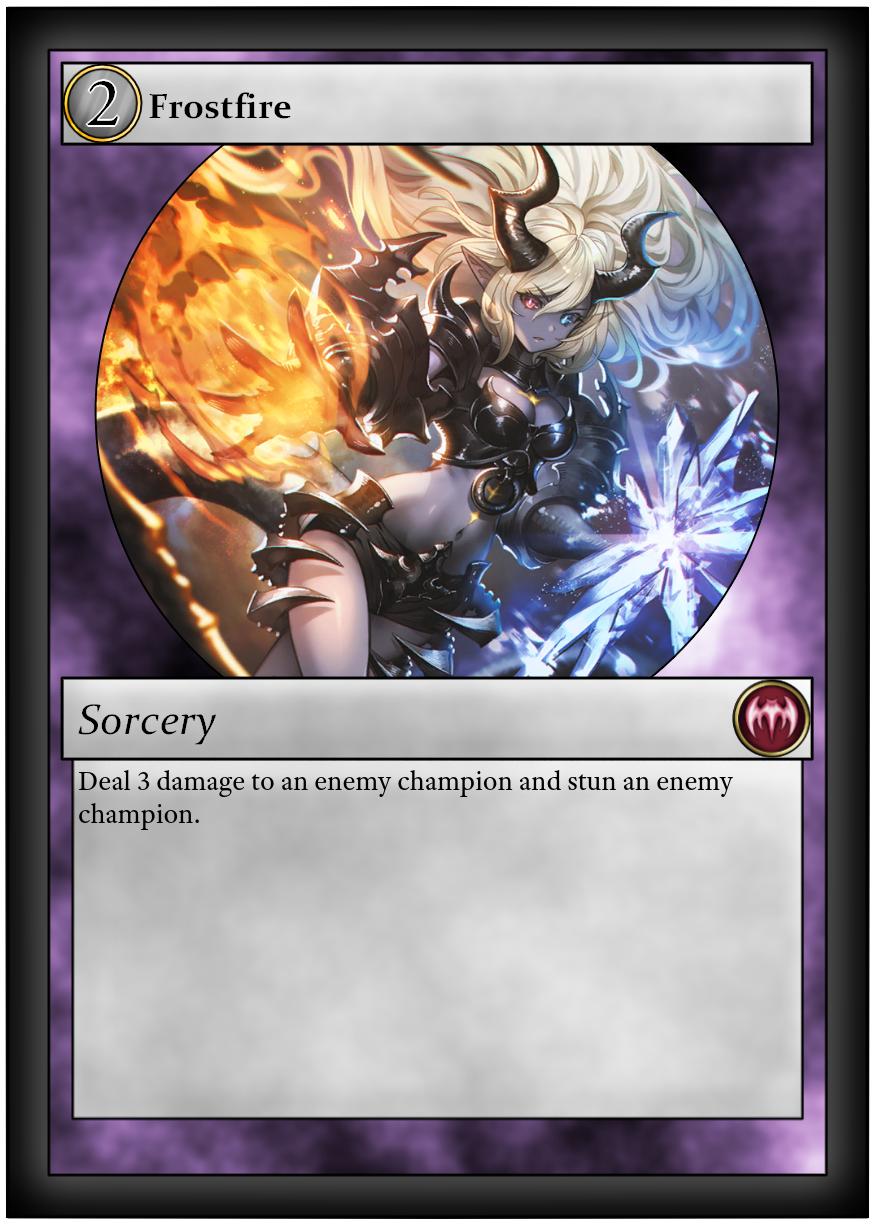 2 Frostfire
Sorcery
Deal 3 damage to an enemy champion and stun an enemy
champion.